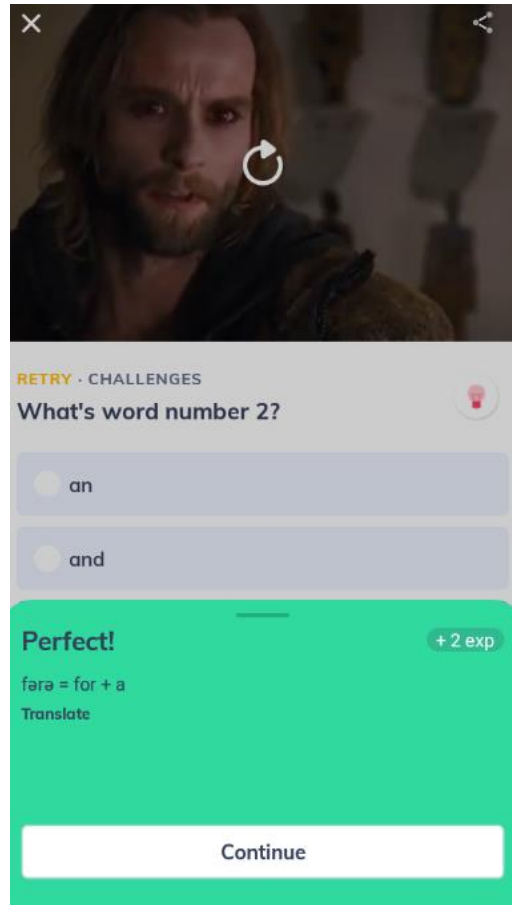 RETRY · CHALLENGES
What's word number 2?
an
and
Perfect!
+ 2 exp
fərə = for + a
Translate
Continue